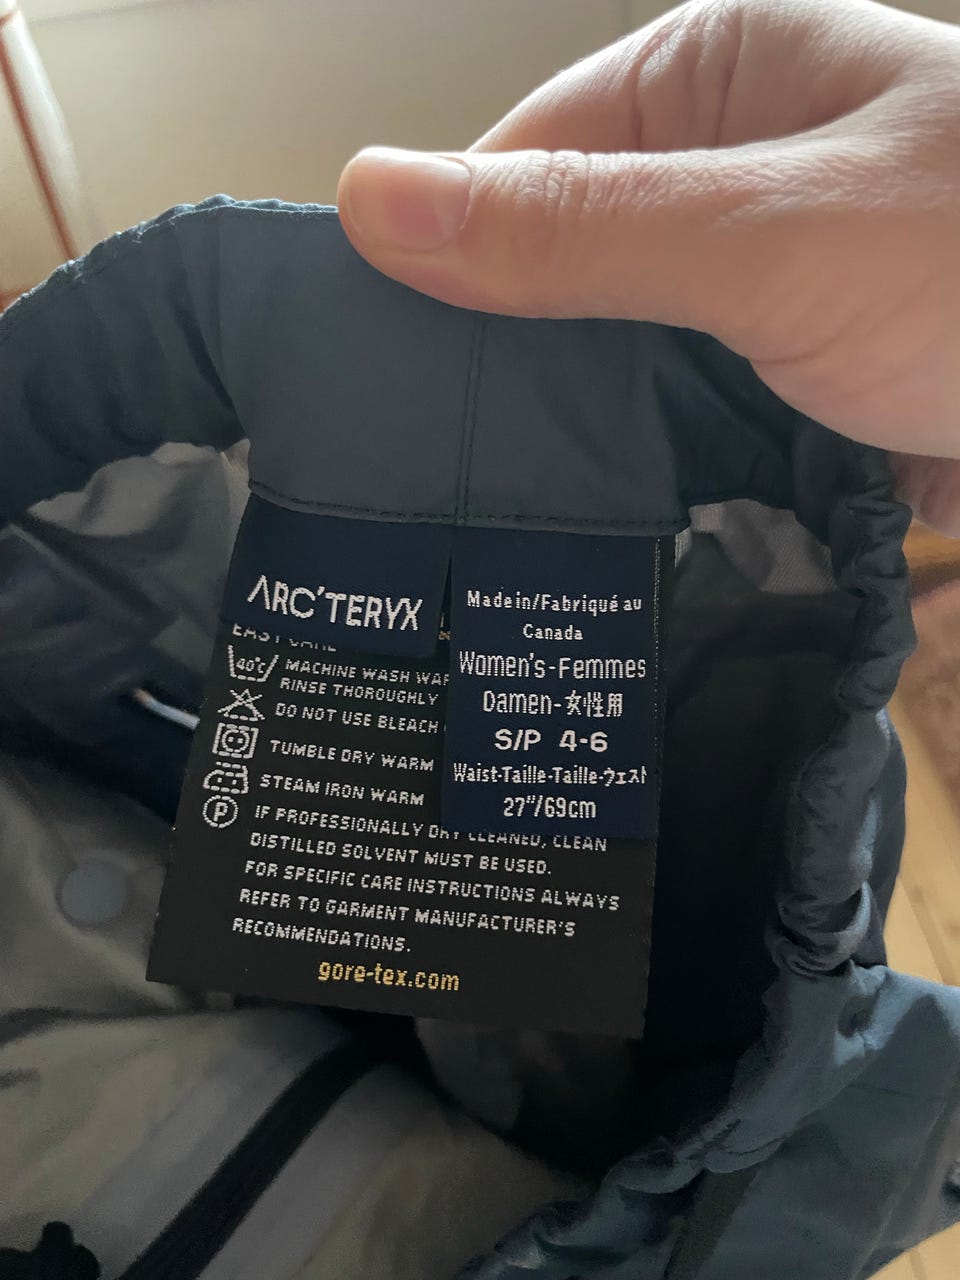 ARC'TERYX
EASY CARE
40°C MACHINE WASH
RINSE THOROUGHLY
DO NOT USE BLEACH
TUMBLE DRY WARM
STEAM IRON WARM
P IF PROFESSIONALLY DRY CLEANED, CLEAN
DISTILLED SOLVENT MUST BE USED.
FOR SPECIFIC CARE INSTRUCTIONS ALWAYS
REFER TO GARMENT MANUFACTURER'S
RECOMMENDATIONS.
gore-tex.com
Made in/Fabriqué au
Canada
Women's-Femmes
Damen-女性用
S/P 4-6
Waist-Taille-Taille-ウェスト
27"/69cm